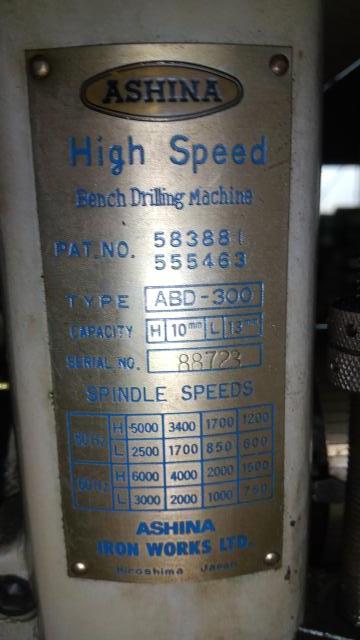 ASHINA
High Speed
Bench Drilling Machine
PAT. NO. 583881
555463
TYPE ABD-300
CAPACITY H 10mm L 13mm
SERIAL NO. 88723
SPINDLE SPEEDS
50Hz H 5000 3400 1700 1200
L 2500 1700 850 600
60Hz H 6000 4000 2000 1500
L 3000 2000 1000 750
ASHINA
IRON WORKS LTD.
Hiroshima Japan